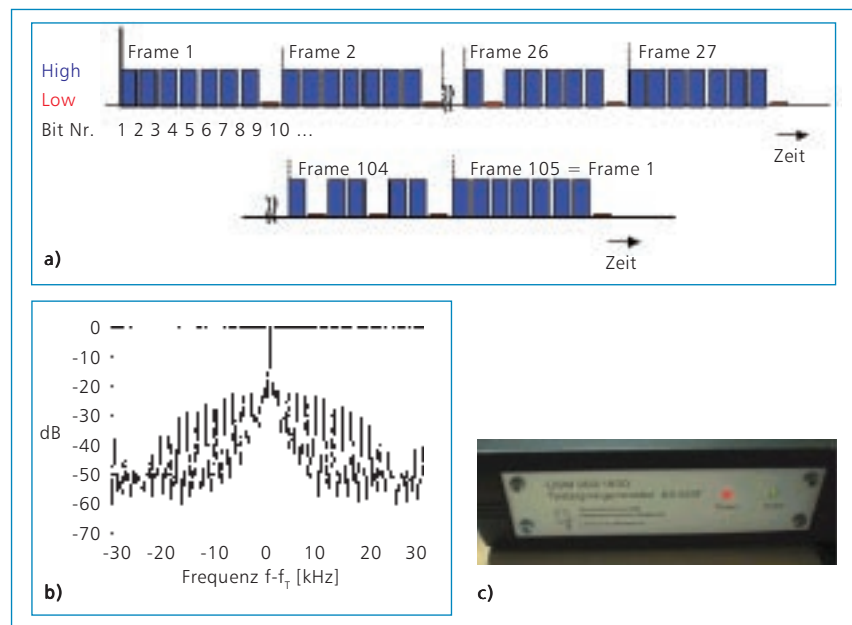 Frame 1 Frame 2 Frame 26 Frame 27
High
Low
Bit Nr. 1 2 3 4 5 6 7 8 9 10 ...
Zeit
Frame 104 Frame 105 = Frame 1
Zeit
a)
0
-10
-20
-30
dB
-40
-50
-60
-70
-30 -20 -10 0 10 20 30
Frequenz f-fT [kHz]
b)
c)